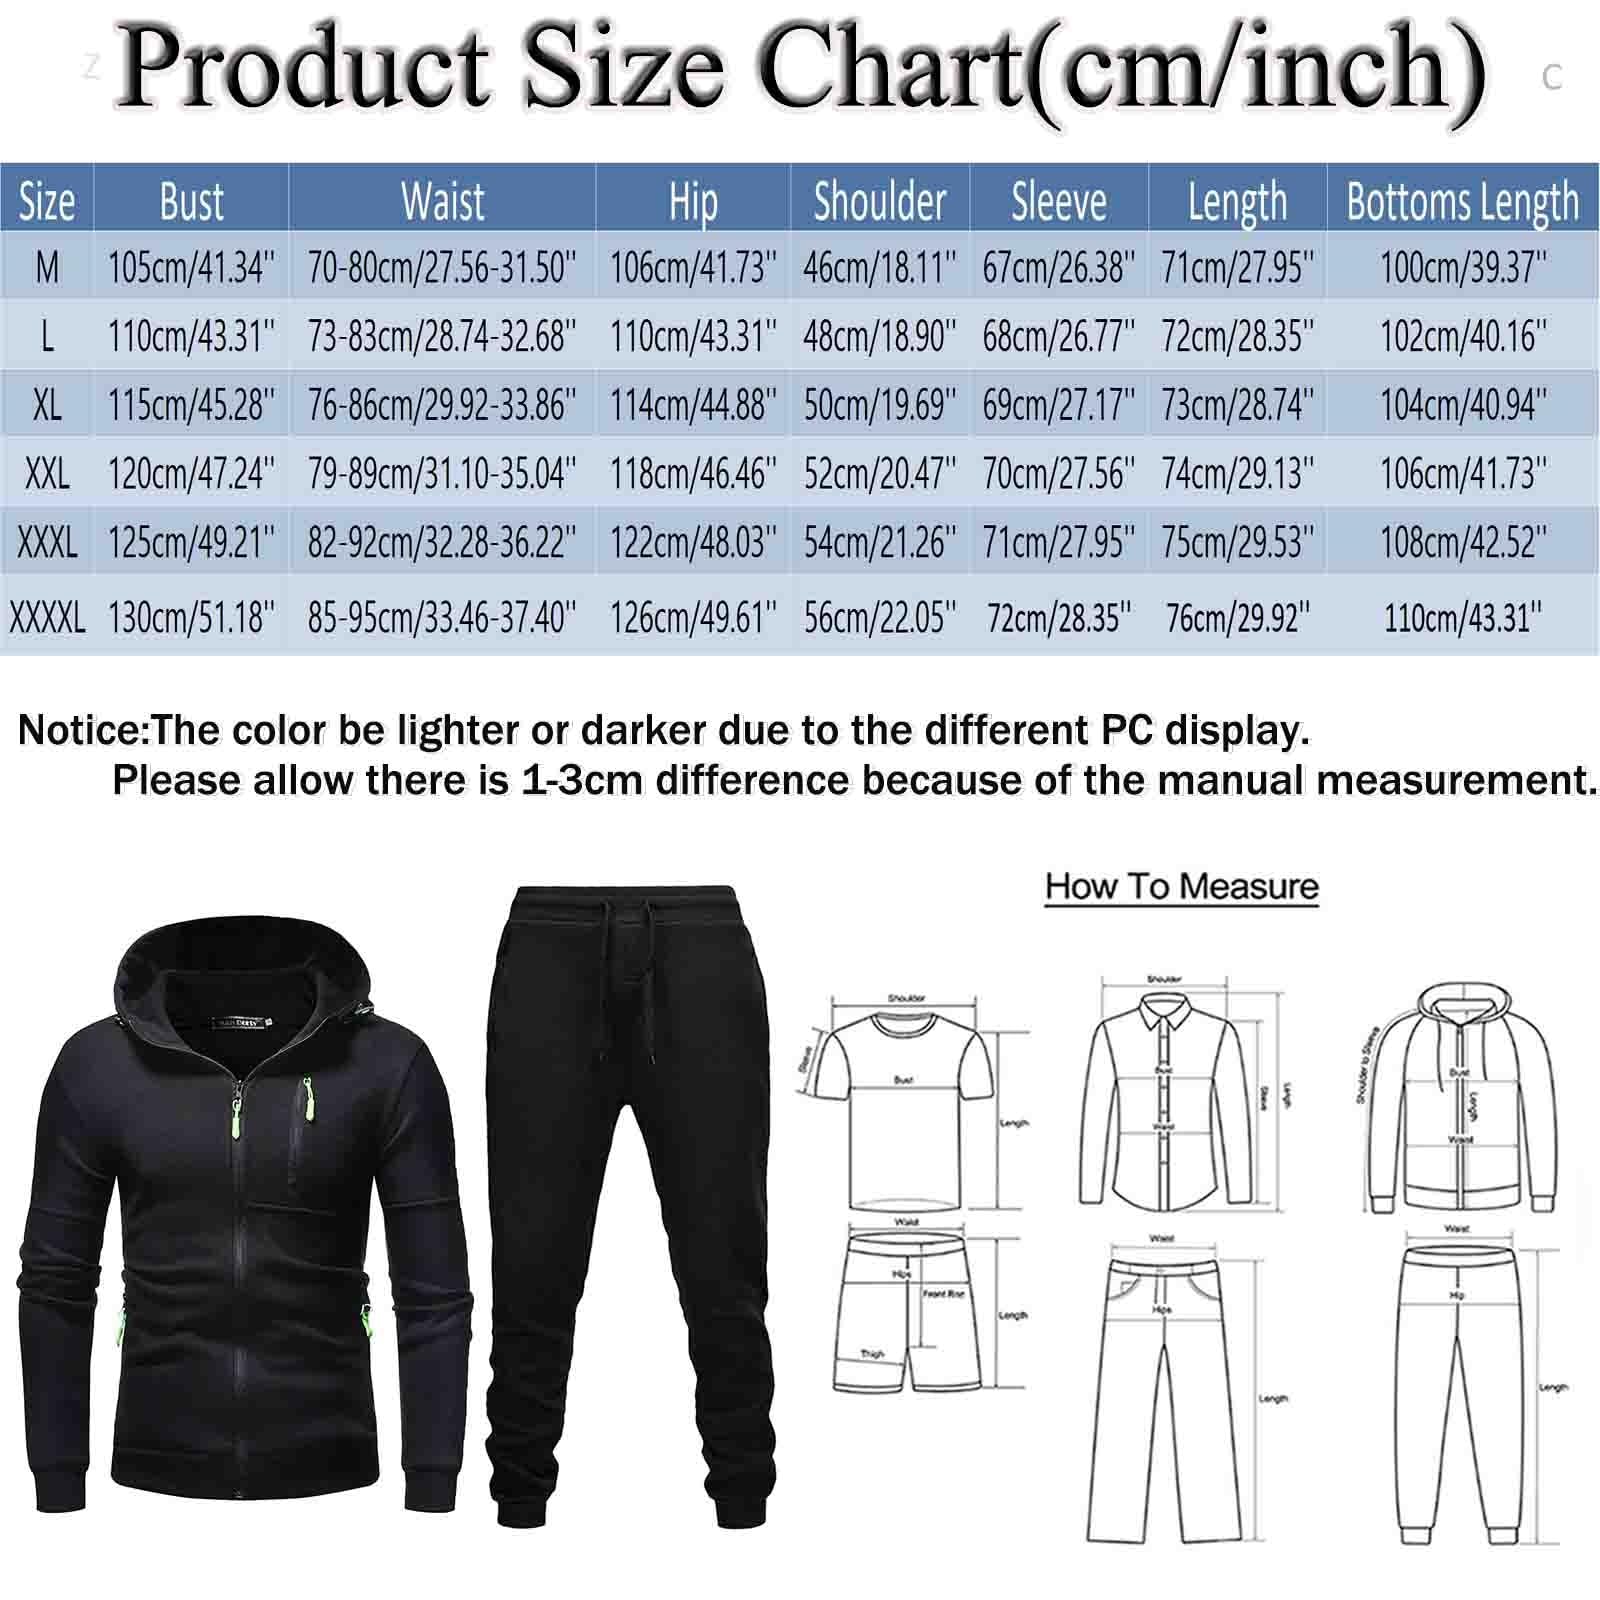 Z
Product Size Chart(cm/inch)
C
Size Bust Waist Hip Shoulder Sleeve Length Bottoms Length
M 105cm/41.34" 70-80cm/27.56-31.50" 106cm/41.73" 46cm/18.11" 67cm/26.38" 71cm/27.95" 100cm/39.37"
L 110cm/43.31" 73-83cm/28.74-32.68" 110cm/43.31" 48cm/18.90" 68cm/26.77" 72cm/28.35" 102cm/40.16"
XL 115cm/45.28" 76-86cm/29.92-33.86" 114cm/44.88" 50cm/19.69" 69cm/27.17" 73cm/28.74" 104cm/40.94"
XXL 120cm/47.24" 79-89cm/31.10-35.04" 118cm/46.46" 52cm/20.47" 70cm/27.56" 74cm/29.13" 106cm/41.73"
XXXL 125cm/49.21" 82-92cm/32.28-36.22" 122cm/48.03" 54cm/21.26" 71cm/27.95" 75cm/29.53" 108cm/42.52"
XXXXL 130cm/51.18" 85-95cm/33.46-37.40" 126cm/49.61" 56cm/22.05" 72cm/28.35" 76cm/29.92" 110cm/43.31"
Notice:The color be lighter or darker due to the different PC display.
Please allow there is 1-3cm difference because of the manual measurement.
How To Measure
Shoulder
Sleeve
Bust
Length
Waist
Hips
Front Rise
Length
Thigh
Shoulder
Bust
Sleeve
Length
Waist
Waist
Hips
Length
Shoulder to Sleeve
Bust
Length
Waist
Waist
Hip
Length